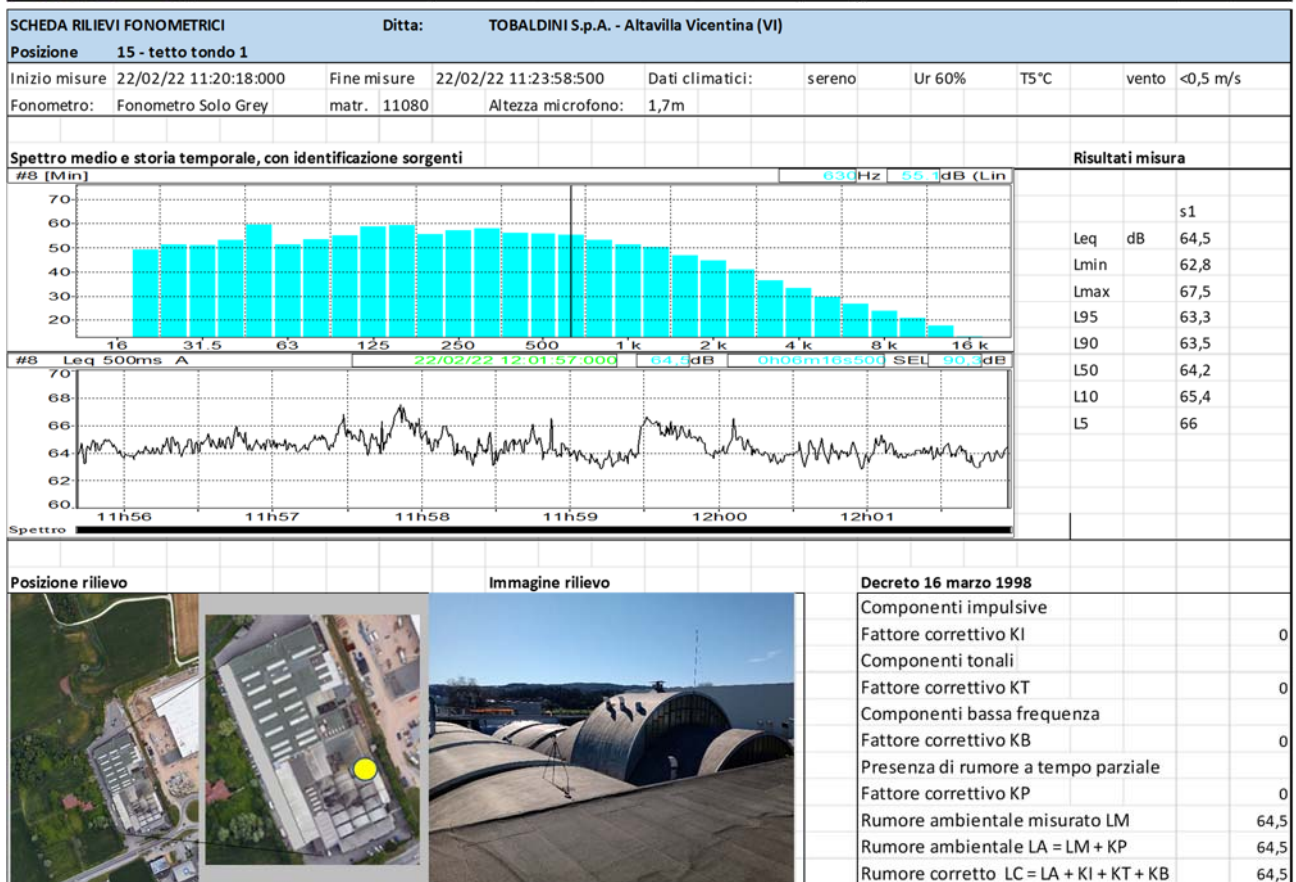 SCHEDA RILIEVI FONOMETRICI Ditta: TOBALDINI S.p.A. - Altavilla Vicentina (VI)
Posizione 15 - tetto tondo 1
Inizio misure 22/02/22 11:20:18:000 Fine misure 22/02/22 11:23:58:500 Dati climatici: sereno Ur 60% T5°C vento <0,5 m/s
Fonometro: Fonometro Solo Grey matr. 11080 Altezza microfono: 1,7m
Spettro medio e storia temporale, con identificazione sorgenti Risultati misura
#8 [Min] 630 Hz 55.1 dB (Lin
70
60
50
40
30
20
16 31.5 63 125 250 500 1 k 2 k 4 k 8 k 16 k
s1
Leq dB 64,5
Lmin 62,8
Lmax 67,5
L95 63,3
L90 63,5
L50 64,2
L10 65,4
L5 66
#8 Leq 500ms A 22/02/22 12:01:57:000 64,5dB 0h06m16s500 SEL 90,3dB
70
68
66
64
62
60
11h56 11h57 11h58 11h59 12h00 12h01
Spettro
Posizione rilievo Immagine rilievo Decreto 16 marzo 1998
Componenti impulsive
Fattore correttivo KI 0
Componenti tonali
Fattore correttivo KT 0
Componenti bassa frequenza
Fattore correttivo KB 0
Presenza di rumore a tempo parziale
Fattore correttivo KP 0
Rumore ambientale misurato LM 64,5
Rumore ambientale LA = LM + KP 64,5
Rumore corretto LC = LA + KI + KT + KB 64,5